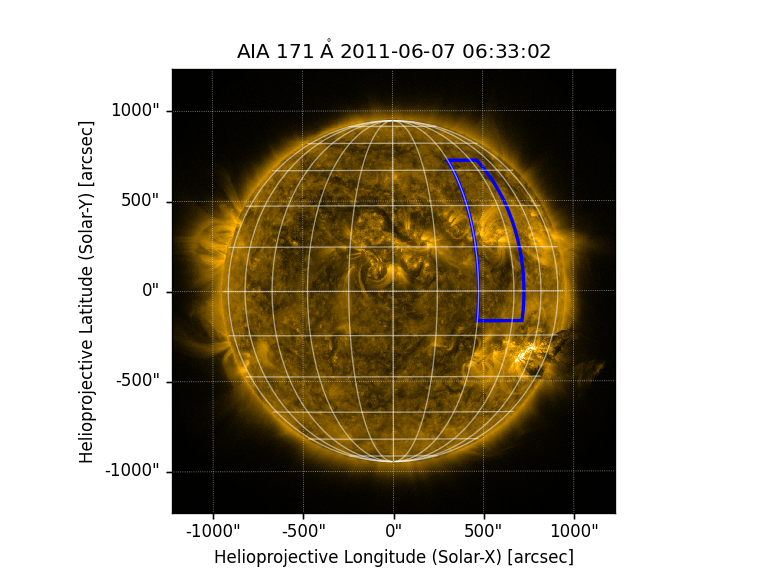 AIA 171 Å 2011-06-07 06:33:02
1000"
500"
0"
-500"
-1000"
Helioprojective Latitude (Solar-Y) [arcsec]
-1000" -500" 0" 500" 1000"
Helioprojective Longitude (Solar-X) [arcsec]